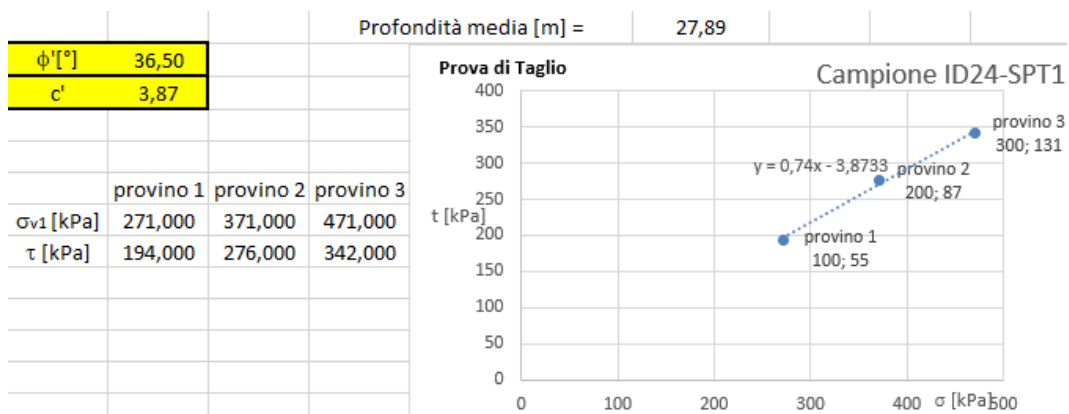 Profondità media [m] = 27,89
ϕ'[°] 36,50
c' 3,87
provino 1 provino 2 provino 3
σv1 [kPa] 271,000 371,000 471,000
τ [kPa] 194,000 276,000 342,000
Prova di Taglio
Campione ID24-SPT1
400
350
300
250
200
150
100
50
0
t [kPa]
y = 0,74x - 3,8733
provino 3
300; 131
provino 2
200; 87
provino 1
100; 55
0 100 200 300 400 500
σ [kPa]